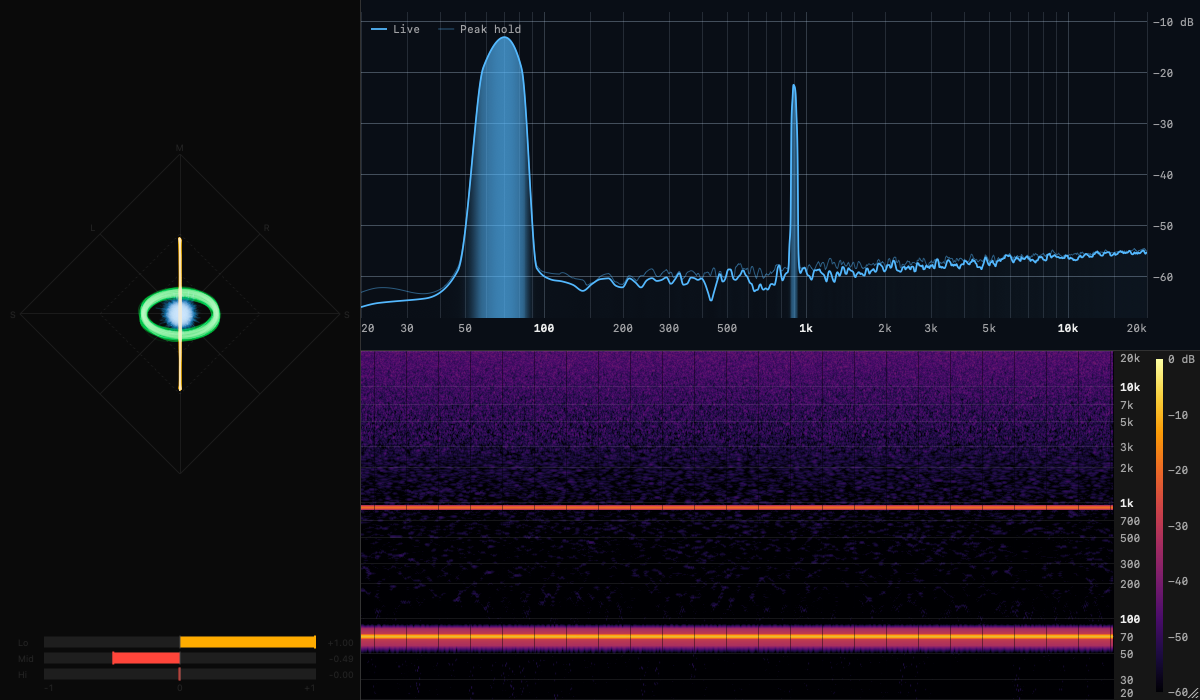 Live Peak hold
-10 dB
-20
-30
-40
-50
-60
20 30 50 100 200 300 500 1k 2k 3k 5k 10k 20k
M
L R
S S
20k
10k
7k
5k
3k
2k
1k
700
500
300
200
100
70
50
30
20
0 dB
-10
-20
-30
-40
-50
-60
Lo +1.00
Mid -0.49
Hi -0.00
-1 0 +1